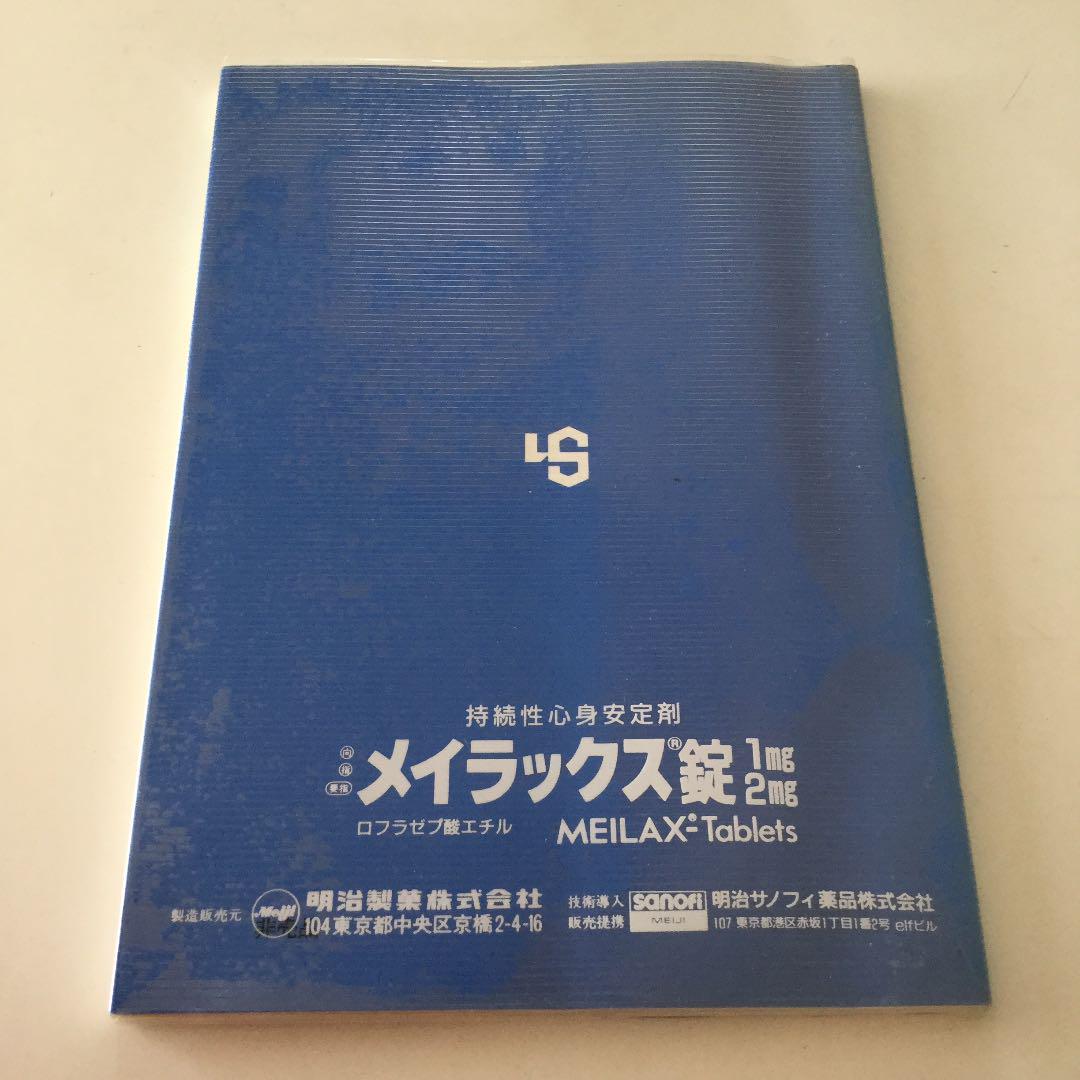 持続性心身安定剤
向
指
要指
メイラックス®錠 1mg 2mg
ロフラゼプ酸エチル MEILAX®Tablets
製造販売元 Meiji 明治製菓株式会社
104 東京都中央区京橋2-4-16
技術導入 販売提携 sanofi MEIJI 明治サノフィ薬品株式会社
107 東京都港区赤坂1丁目1番2号 elfビル